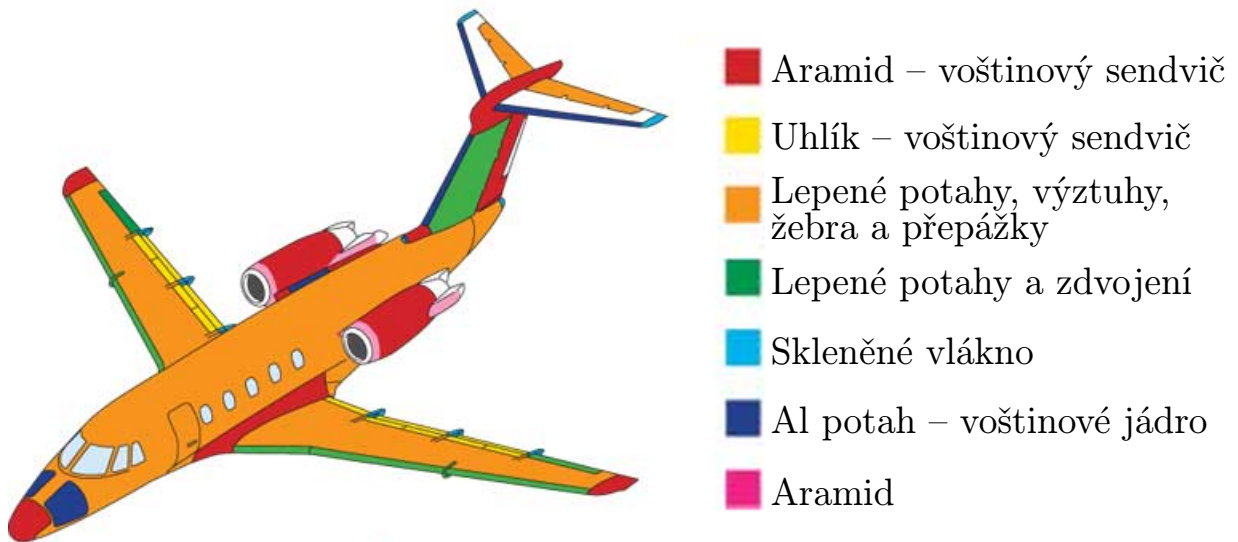 Aramid – voštinový sendvič
Uhlík – voštinový sendvič
Lepené potahy, výztuhy,
žebra a přepážky
Lepené potahy a zdvojení
Skleněné vlákno
Al potah – voštinové jádro
Aramid